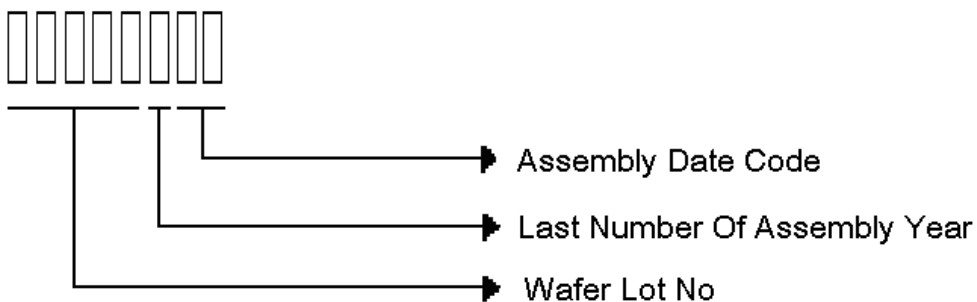 Assembly Date Code
Last Number Of Assembly Year
Wafer Lot No